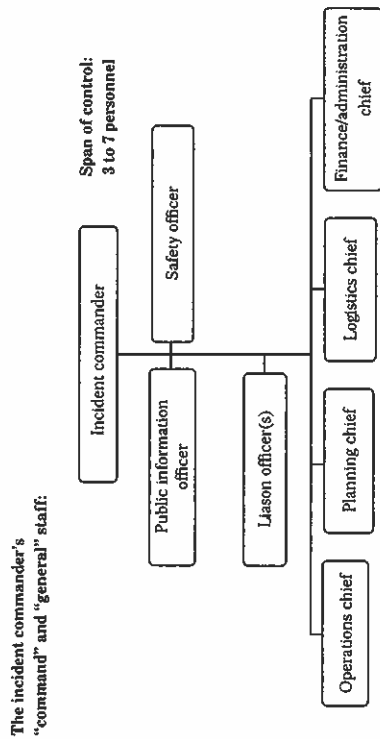 The incident commander's
"command" and "general" staff:
Incident commander
Span of control:
3 to 7 personnel
Public information
officer
Safety officer
Liason officer(s)
Operations chief
Planning chief
Logistics chief
Finance/administration
chief